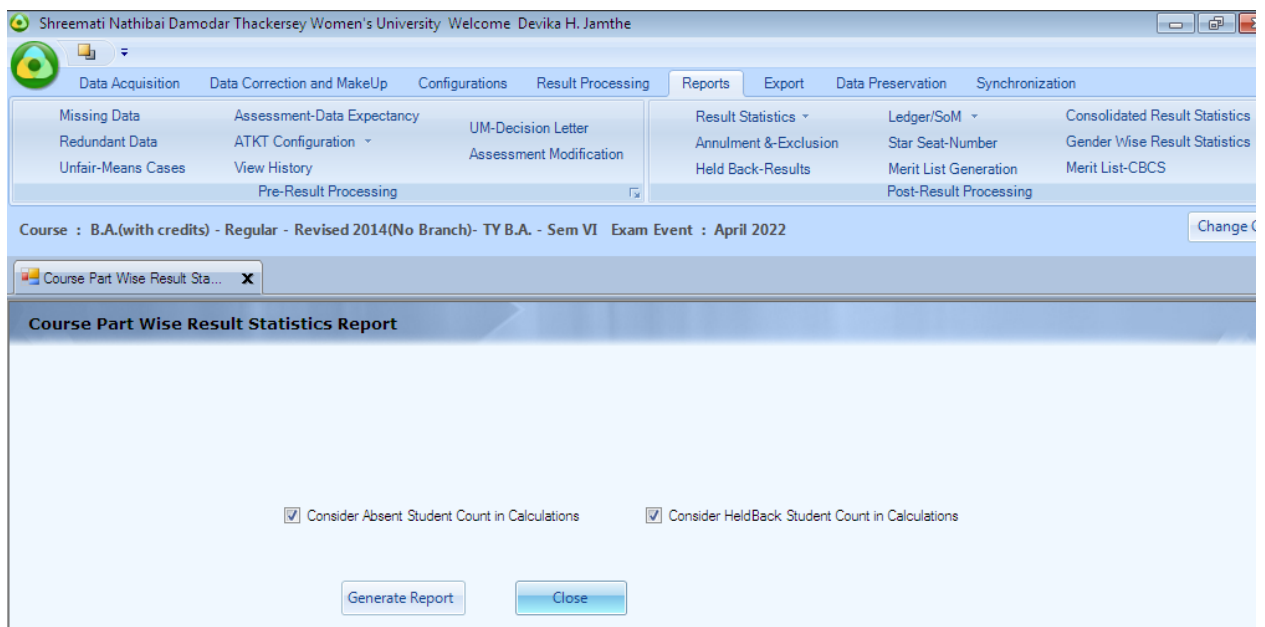 Shreemati Nathibai Damodar Thackersey Women's University Welcome Devika H. Jamthe
Data Acquisition Data Correction and MakeUp Configurations Result Processing Reports Export Data Preservation Synchronization
Missing Data Assessment-Data Expectancy UM-Decision Letter Result Statistics Ledger/SoM Consolidated Result Statistics
Redundant Data ATKT Configuration Assessment Modification Annulment &-Exclusion Star Seat-Number Gender Wise Result Statistics
Unfair-Means Cases View History Held Back-Results Merit List Generation Merit List-CBCS
Pre-Result Processing Post-Result Processing
Course : B.A.(with credits) - Regular - Revised 2014(No Branch)- TY B.A. - Sem VI Exam Event : April 2022 Change
Course Part Wise Result Sta... X
Course Part Wise Result Statistics Report
Consider Absent Student Count in Calculations Consider HeldBack Student Count in Calculations
Generate Report Close